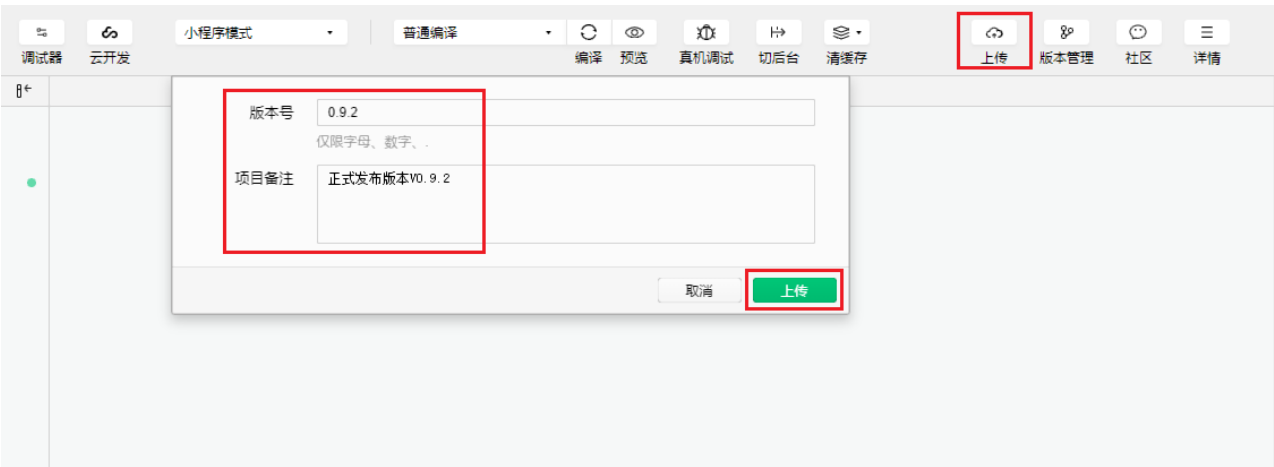 小程序模式
普通编译
调试器
云开发
编译
预览
真机调试
切后台
清缓存
上传
版本管理
社区
详情
版本号
0.9.2
仅限字母、数字、.
项目备注
正式发布版本V0.9.2
取消
上传